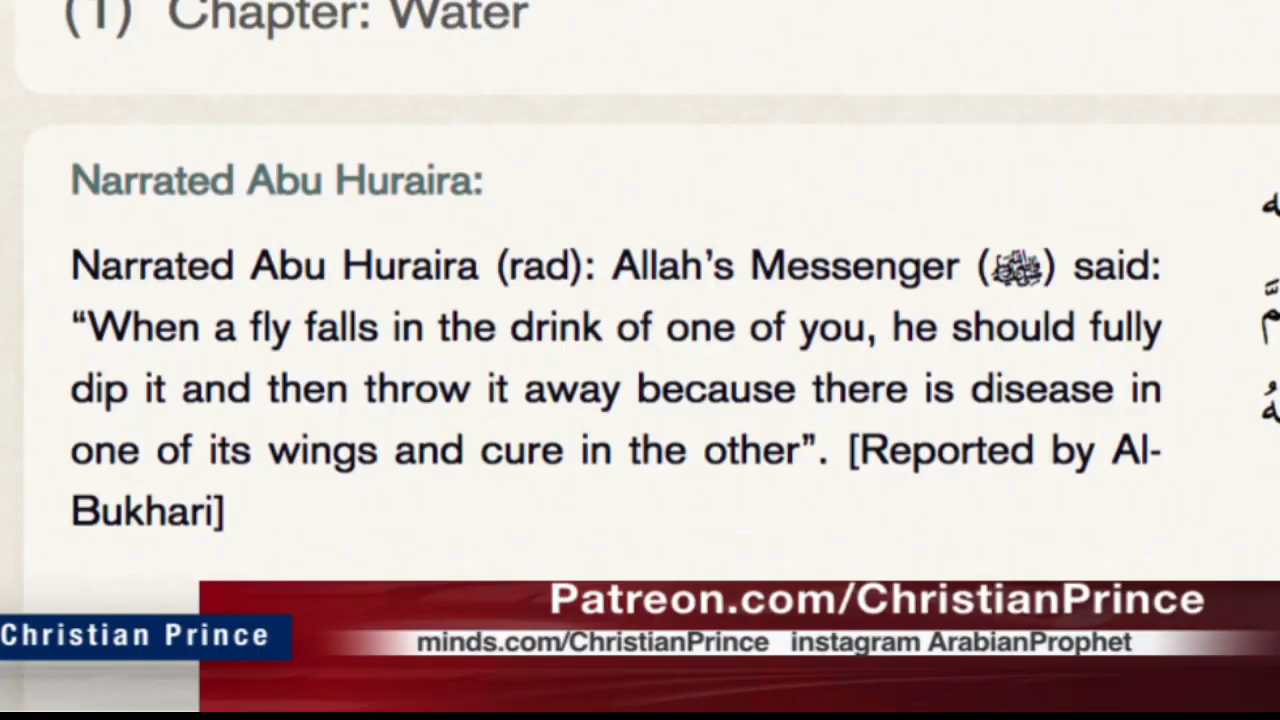 (1) Chapter: Water
Narrated Abu Huraira:
Narrated Abu Huraira (rad): Allah's Messenger (ﷺ) said:
“When a fly falls in the drink of one of you, he should fully
dip it and then throw it away because there is disease in
one of its wings and cure in the other”. [Reported by Al-
Bukhari]
Patreon.com/ChristianPrince
Christian Prince
minds.com/ChristianPrince instagram ArabianProphet